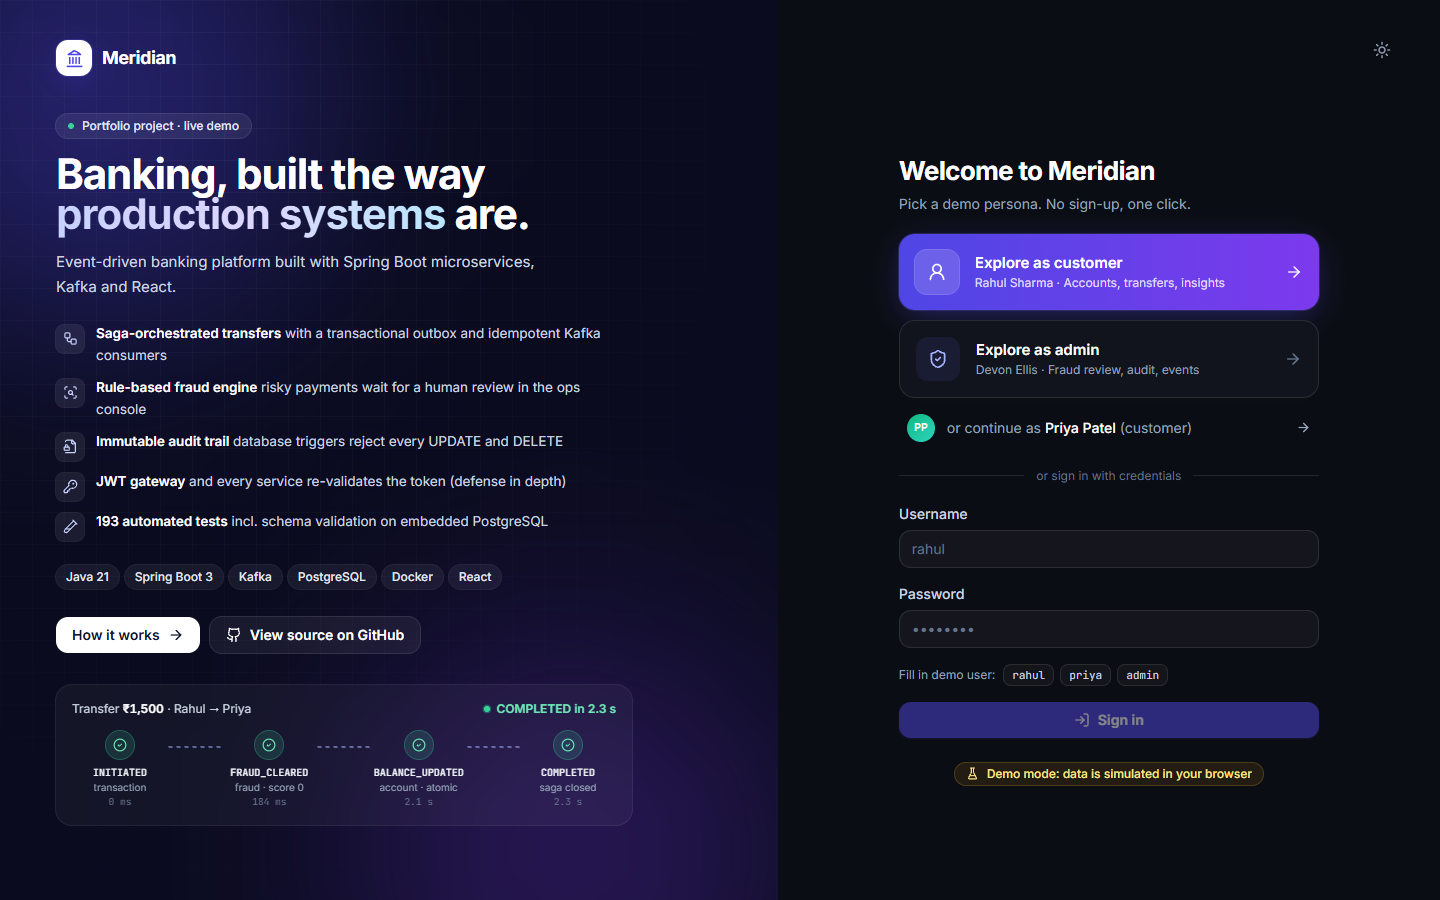 Meridian
Portfolio project · live demo
Banking, built the way
production systems are.
Event-driven banking platform built with Spring Boot microservices,
Kafka and React.
Saga-orchestrated transfers with a transactional outbox and idempotent Kafka
consumers
Rule-based fraud engine risky payments wait for a human review in the ops
console
Immutable audit trail database triggers reject every UPDATE and DELETE
JWT gateway and every service re-validates the token (defense in depth)
193 automated tests incl. schema validation on embedded PostgreSQL
Java 21 Spring Boot 3 Kafka PostgreSQL Docker React
How it works → View source on GitHub
Transfer ₹1,500 · Rahul → Priya COMPLETED in 2.3 s
INITIATED FRAUD_CLEARED BALANCE_UPDATED COMPLETED
transaction fraud · score 0 account · atomic saga closed
0 ms 184 ms 2.1 s 2.3 s
Welcome to Meridian
Pick a demo persona. No sign-up, one click.
Explore as customer
Rahul Sharma · Accounts, transfers, insights
Explore as admin
Devon Ellis · Fraud review, audit, events
PP or continue as Priya Patel (customer)
or sign in with credentials
Username
rahul
Password
••••••••
Fill in demo user: rahul priya admin
Sign in
Demo mode: data is simulated in your browser